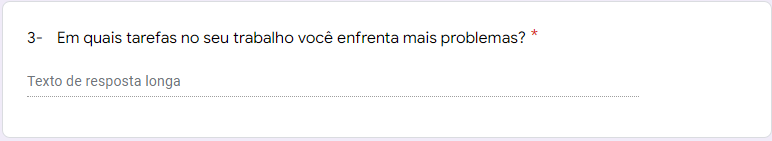 3- Em quais tarefas no seu trabalho você enfrenta mais problemas? *
Texto de resposta longa